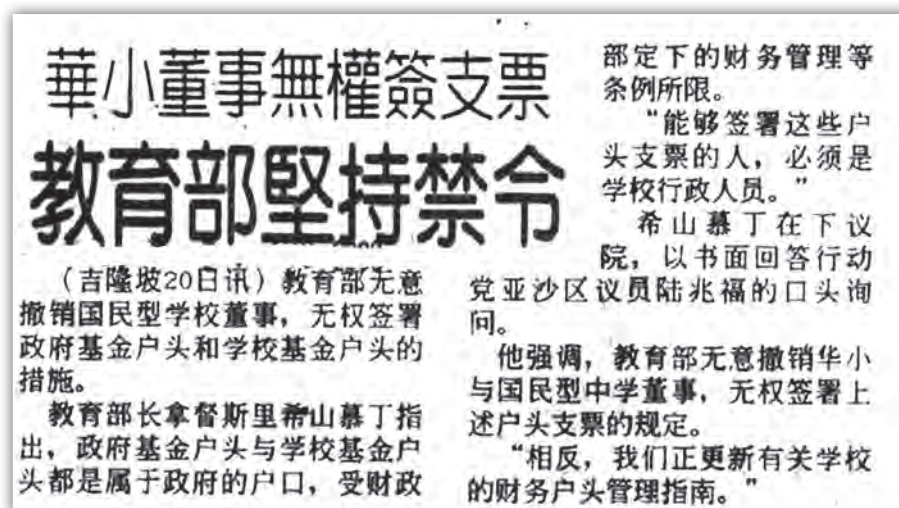 華小董事無權簽支票
教育部堅持禁令
（吉隆坡20日讯）教育部无意
撤销国民型学校董事，无权签署
政府基金户头和学校基金户头的
措施。
教育部长拿督斯里希山慕丁指
出，政府基金户头与学校基金户
头都是属于政府的户口，受财政
部定下的财务管理等
条例所限。
“能够签署这些户
头支票的人，必须是
学校行政人员。”
希山慕丁在下议
院，以书面回答行动
党亚沙区议员陆兆福的口头询
问。
他强调，教育部无意撤销华小
与国民型中学董事，无权签署上
述户头支票的规定。
“相反，我们正更新有关学校
的财务户头管理指南。”